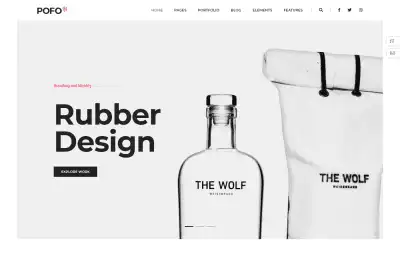 POFO
HOME PAGES PORTFOLIO BLOG ELEMENTS FEATURES
Branding and Identity
Rubber
Design
EXPLORE WORK
THE WOLF
THE WOLF